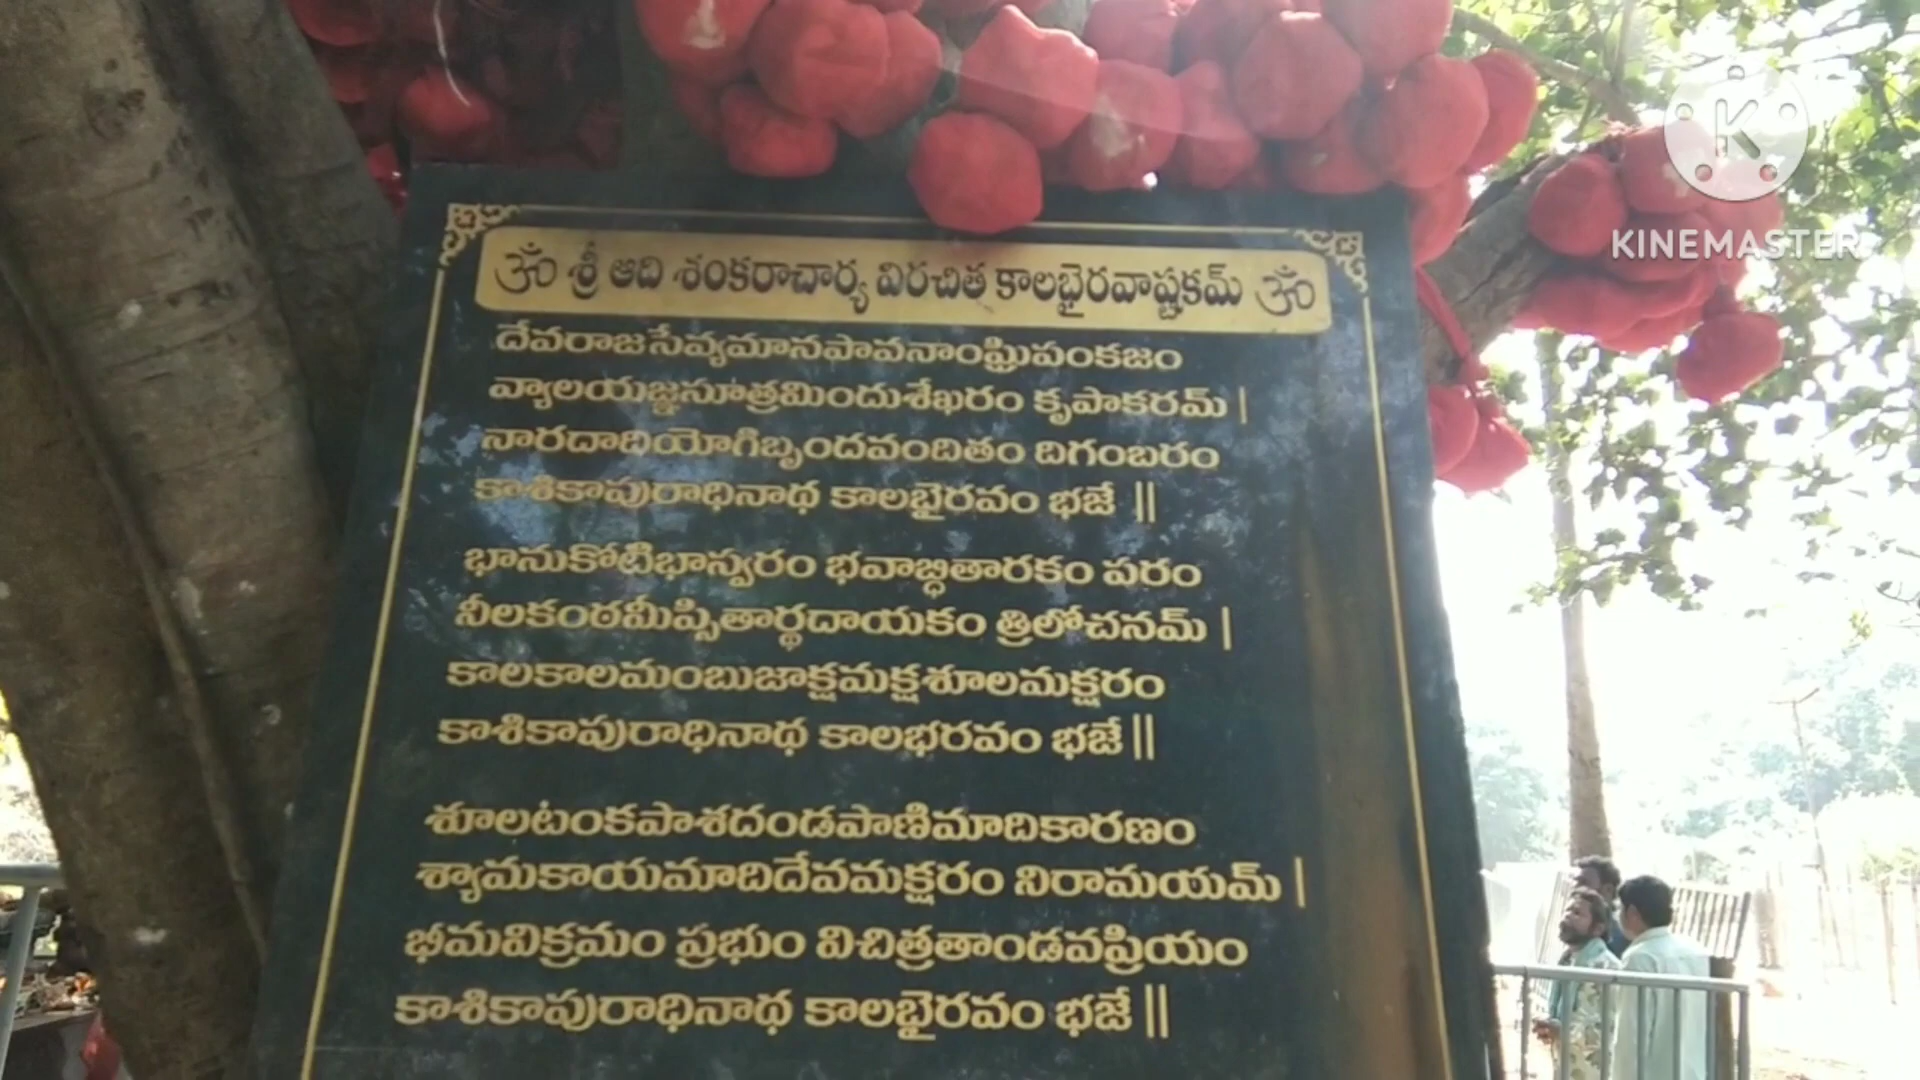 ॐ శ్రీ ఆది శంకరాచార్య విరచిత కాలభైరవాష్టకమ్ ॐ
దేవరాజసేవ్యమానపావనాంఘ్రిపంకజం
వ్యాలయజ్ఞసూత్రమిందుశేఖరం కృపాకరమ్ |
నారదాదియోగిబృందవందితం దిగంబరం
కాశికాపురాధినాథ కాలభైరవం భజే ||
భానుకోటిభాస్వరం భవాబ్ధితారకం పరం
నీలకంఠమీప్సితార్థదాయకం త్రిలోచనమ్ |
కాలకాలమంబుజాక్షమక్షశూలమక్షరం
కాశికాపురాధినాథ కాలభరవం భజే ||
శూలటంకపాశదండపాణిమాదికారణం
శ్యామకాయమాదిదేవమక్షరం నిరామయమ్ |
భీమవిక్రమం ప్రభుం విచిత్రతాండవప్రియం
కాశికాపురాధినాథ కాలభైరవం భజే ||
K
KINEMASTER